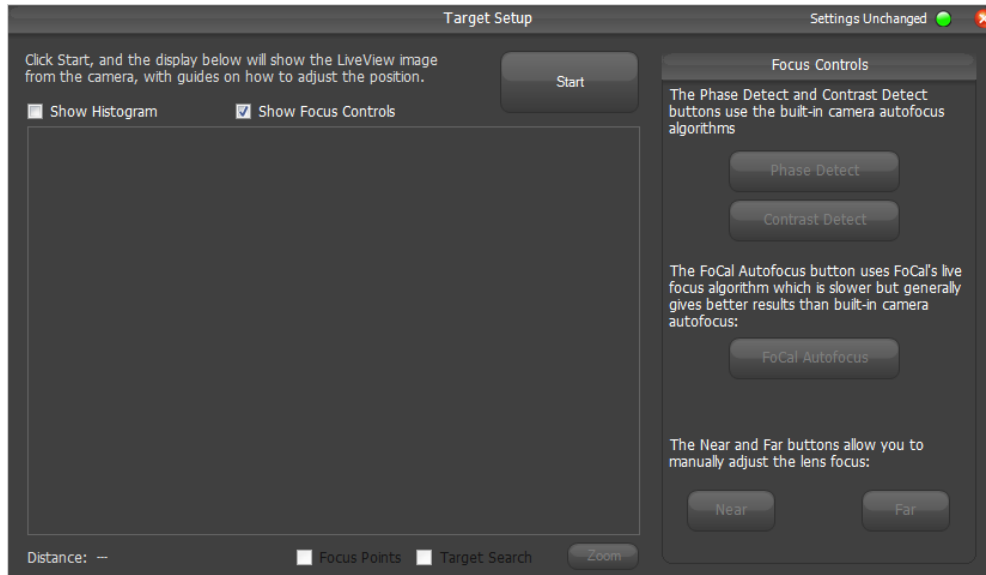 Target Setup
Settings Unchanged
Click Start, and the display below will show the LiveView image
from the camera, with guides on how to adjust the position.
Start
Show Histogram
Show Focus Controls
Distance: ---
Focus Points
Target Search
Zoom
Focus Controls
The Phase Detect and Contrast Detect
buttons use the built-in camera autofocus
algorithms
Phase Detect
Contrast Detect
The FoCal Autofocus button uses FoCal's live
focus algorithm which is slower but generally
gives better results than built-in camera
autofocus:
FoCal Autofocus
The Near and Far buttons allow you to
manually adjust the lens focus:
Near
Far